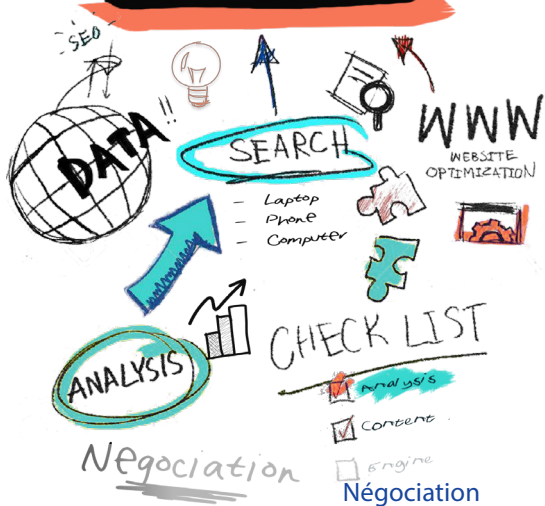 SEO
DATA!!
SEARCH
WWW
WEBSITE
OPTIMIZATION
– Laptop
– Phone
– Computer
CHECK LIST
ANALYSIS
Analysis
Content
Engine
Negociation
Négociation